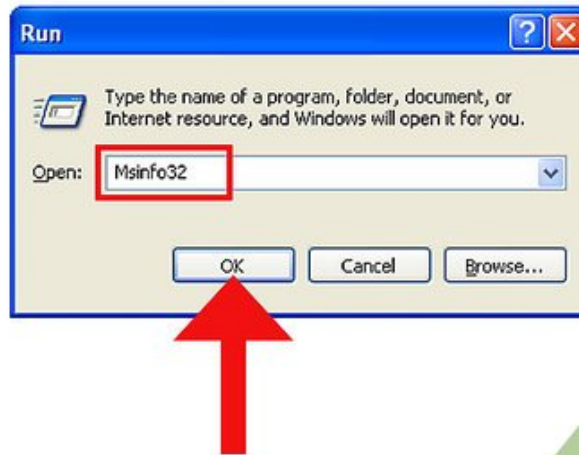 Run
Type the name of a program, folder, document, or
Internet resource, and Windows will open it for you.
Open: Msinfo32
OK Cancel Browse...